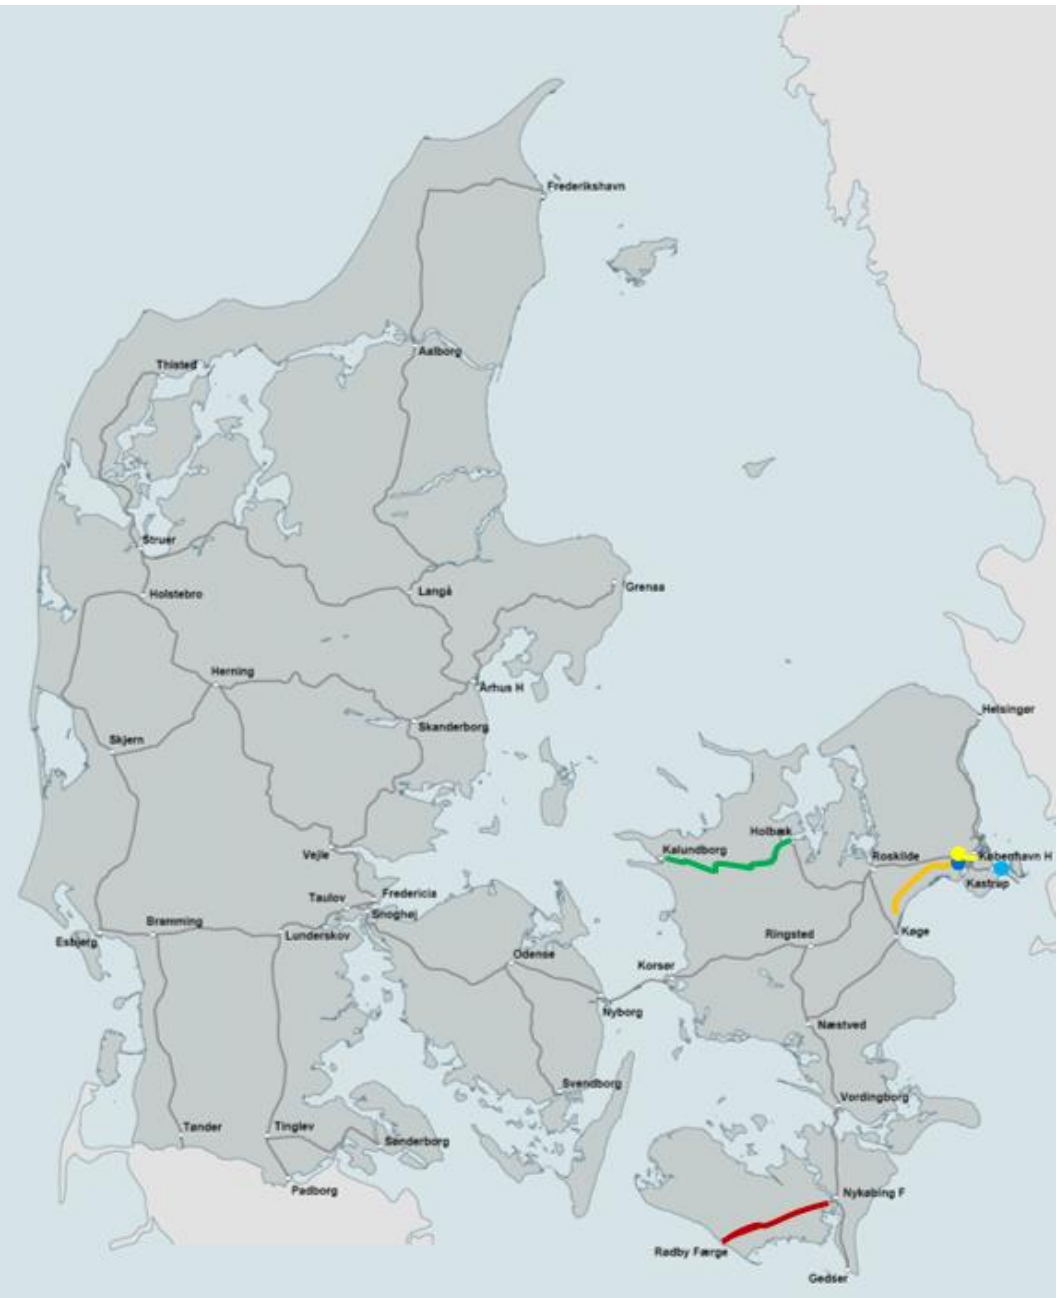 Frederikshavn
Aalborg
Thisted
Struer
Holstebro
Langå
Grenaa
Herning
Århus H
Skanderborg
Skjern
Helsingør
Vejle
Holbæk
Kalundborg
Roskilde
København H
Kastrup
Taulov
Fredericia
Snoghøj
Esbjerg
Bramming
Lunderskov
Ringsted
Køge
Odense
Korsør
Nyborg
Næstved
Svendborg
Vordingborg
Tønder
Tinglev
Sønderborg
Padborg
Nykøbing F
Rødby Færge
Gedser